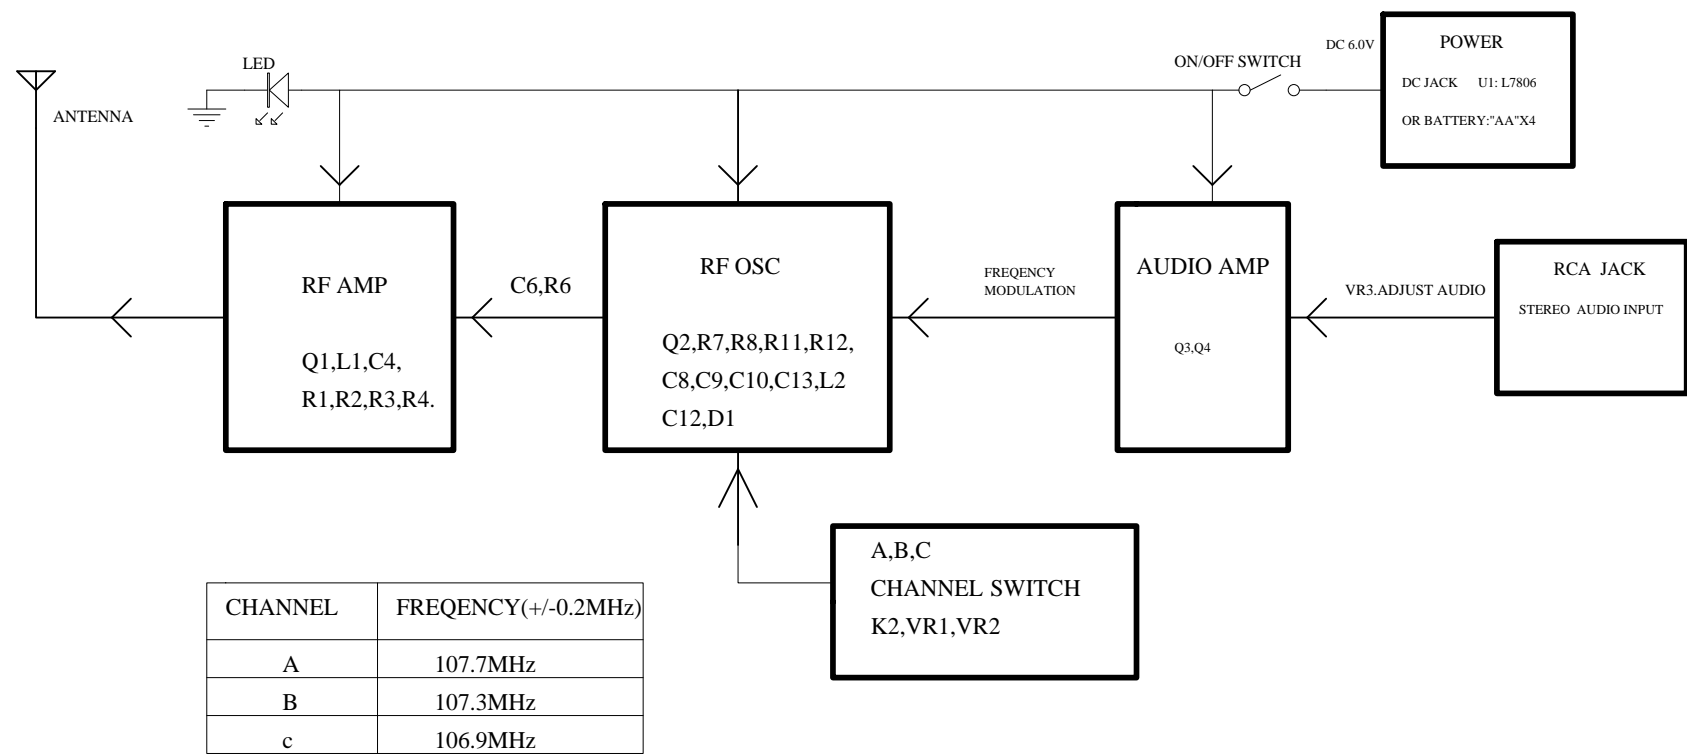 DC 6.0V
POWER
DC JACK U1: L7806
OR BATTERY:"AA"X4
LED
ON/OFF SWITCH
ANTENNA
RF AMP
Q1,L1,C4,
R1,R2,R3,R4.
C6,R6
RF OSC
Q2,R7,R8,R11,R12,
C8,C9,C10,C13,L2
C12,D1
FREQENCY
MODULATION
AUDIO AMP
Q3,Q4
VR3.ADJUST AUDIO
RCA JACK
STEREO AUDIO INPUT
A,B,C
CHANNEL SWITCH
K2,VR1,VR2
CHANNEL FREQENCY(+/-0.2MHz)
A 107.7MHz
B 107.3MHz
c 106.9MHz